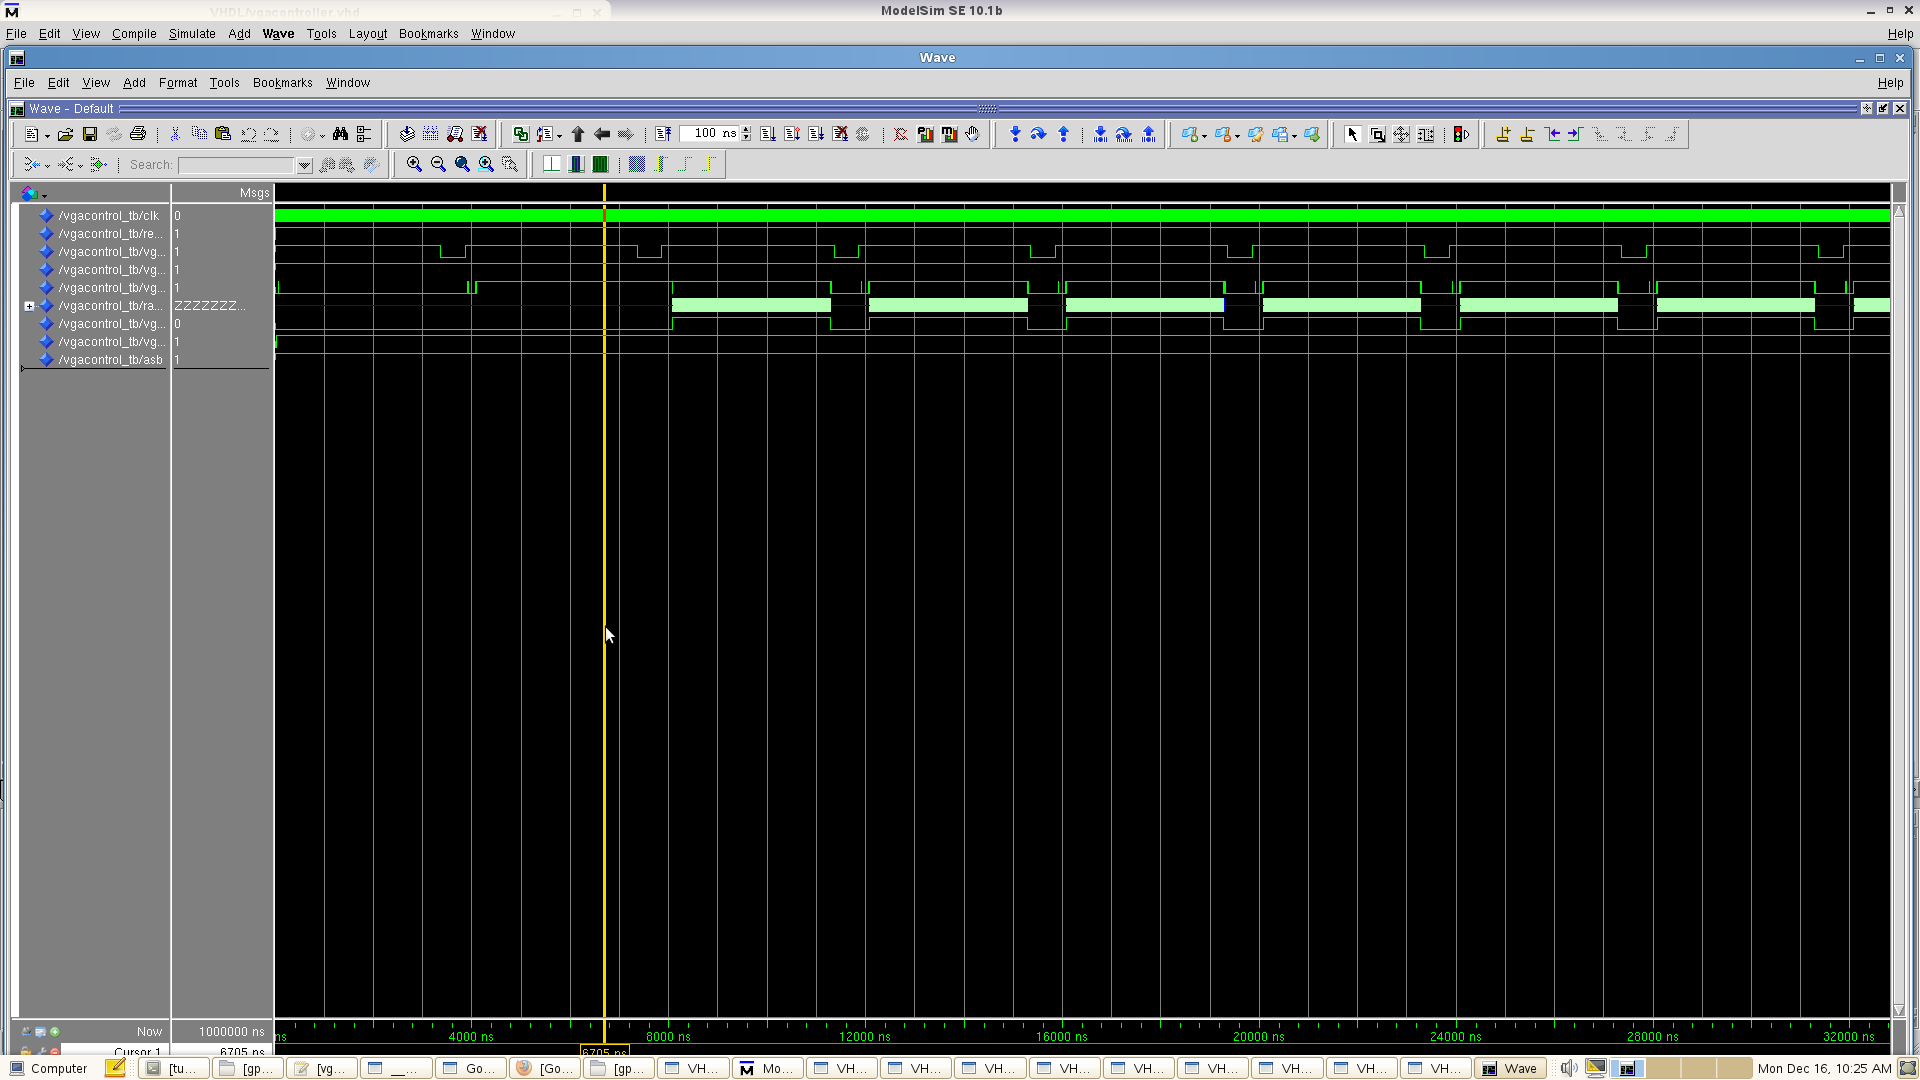 VHDL/vgacontroller.vhd
ModelSim SE 10.1b
File Edit View Compile Simulate Add Wave Tools Layout Bookmarks Window Help
Wave
File Edit View Add Format Tools Bookmarks Window Help
Wave - Default
100 ns
Search:
Msgs
/vgacontrol_tb/clk 0
/vgacontrol_tb/re... 1
/vgacontrol_tb/vg... 1
/vgacontrol_tb/vg... 1
/vgacontrol_tb/vg... 1
/vgacontrol_tb/ra... ZZZZZZZ...
/vgacontrol_tb/vg... 0
/vgacontrol_tb/vg... 1
/vgacontrol_tb/asb 1
Now 1000000 ns
ns 4000 ns 8000 ns 12000 ns 16000 ns 20000 ns 24000 ns 28000 ns 32000 ns
Cursor 1 6705 ns 6705 ns
Computer [tu... [gp... [vg... __... Go... [Go... [gp... VH... Mo... VH... VH... VH... VH... VH... VH... VH... VH... VH... Wave Mon Dec 16, 10:25 AM